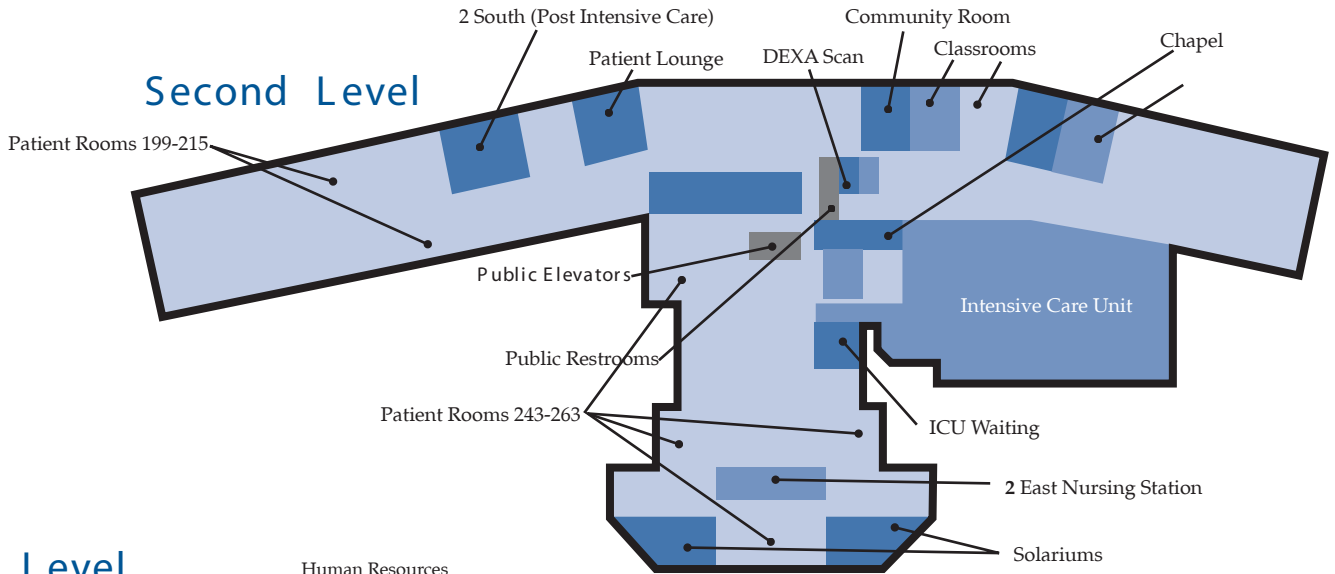 2 South (Post Intensive Care)
Community Room
Patient Lounge
DEXA Scan
Classrooms
Chapel
Second Level
Patient Rooms 199-215
Public Elevators
Intensive Care Unit
Public Restrooms
Patient Rooms 243-263
ICU Waiting
2 East Nursing Station
Solariums
Level
Human Resources